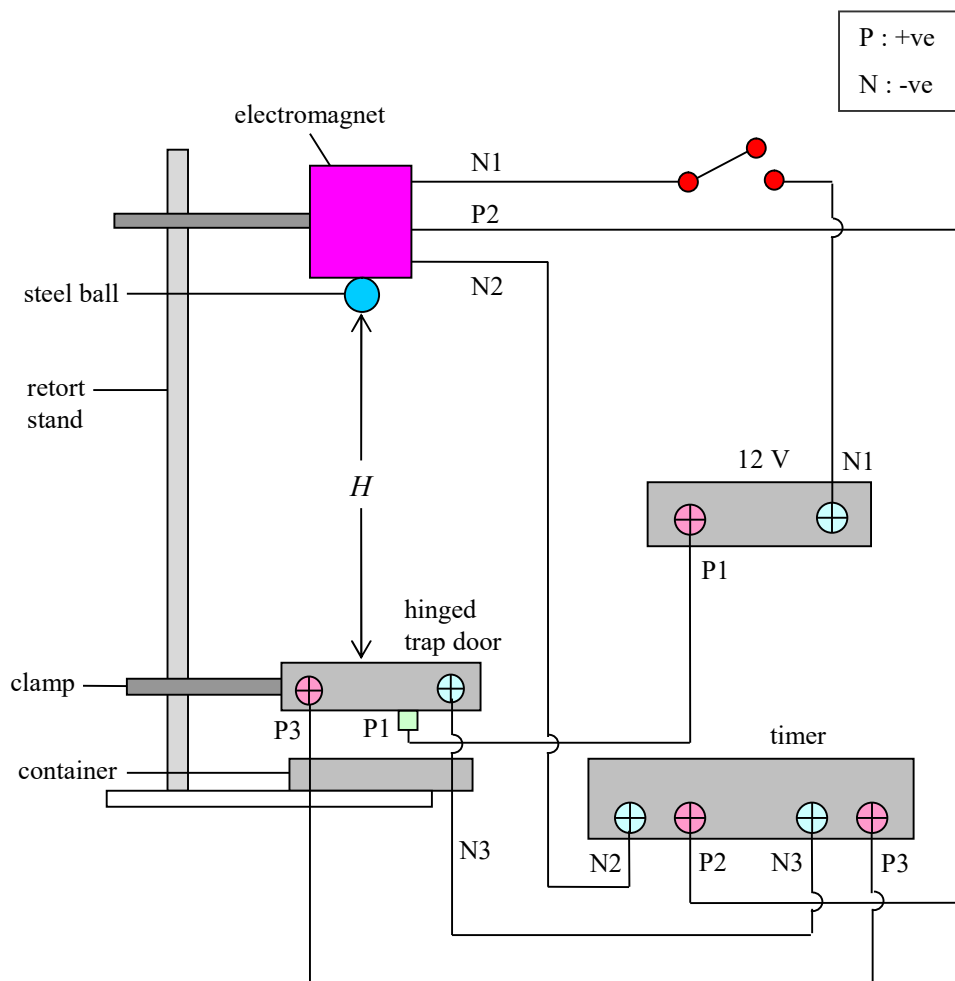 P : +ve
N : -ve
electromagnet
N1
P2
N2
steel ball
retort
stand
H
12 V
N1
P1
hinged
trap door
clamp
P3
P1
timer
container
N3
N2
P2
N3
P3